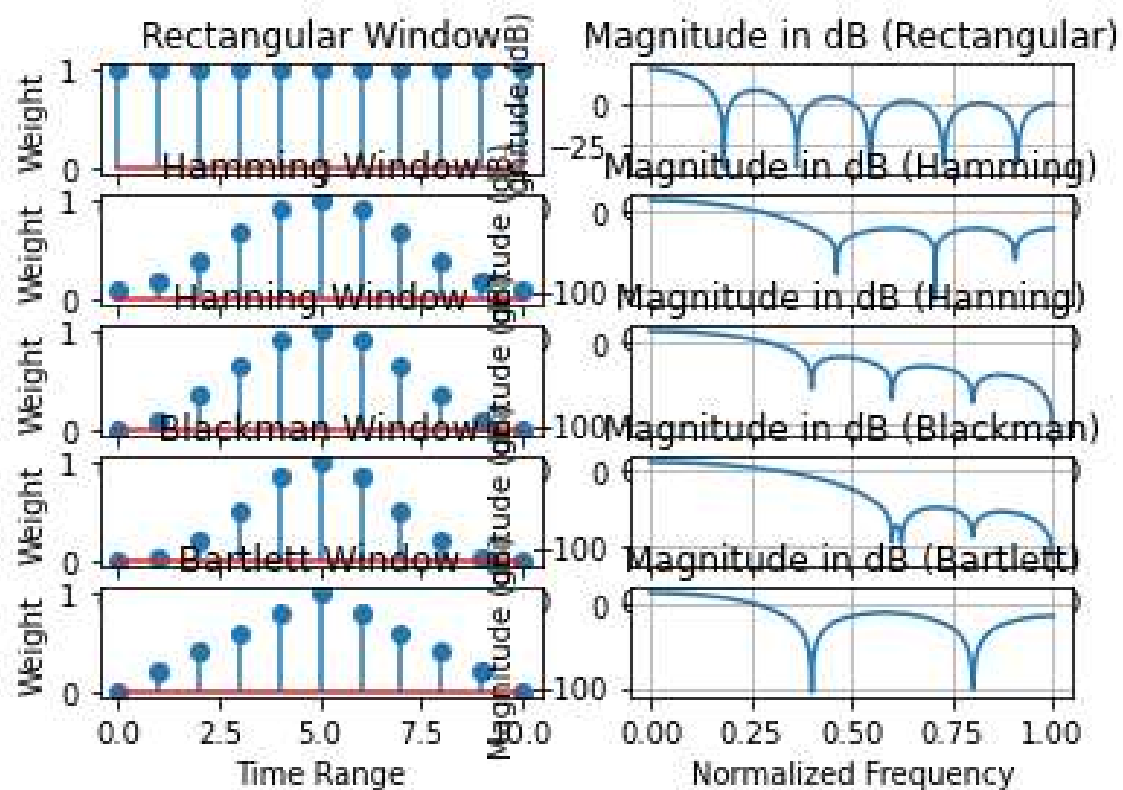 Rectangular Window
Magnitude in dB (Rectangular)
Weight
1
0
0
−25
Hamming Window
Magnitude in dB (Hamming)
Weight
1
0
0
−100
Hanning Window
Magnitude in dB (Hanning)
Weight
1
0
0
−100
Blackman Window
Magnitude in dB (Blackman)
Weight
1
0
0
−100
Bartlett Window
Magnitude in dB (Bartlett)
Weight
1
0
Magnitude (dB)
0
−100
0.0 2.5 5.0 7.5 10.0
0.00 0.25 0.50 0.75 1.00
Time Range
Normalized Frequency